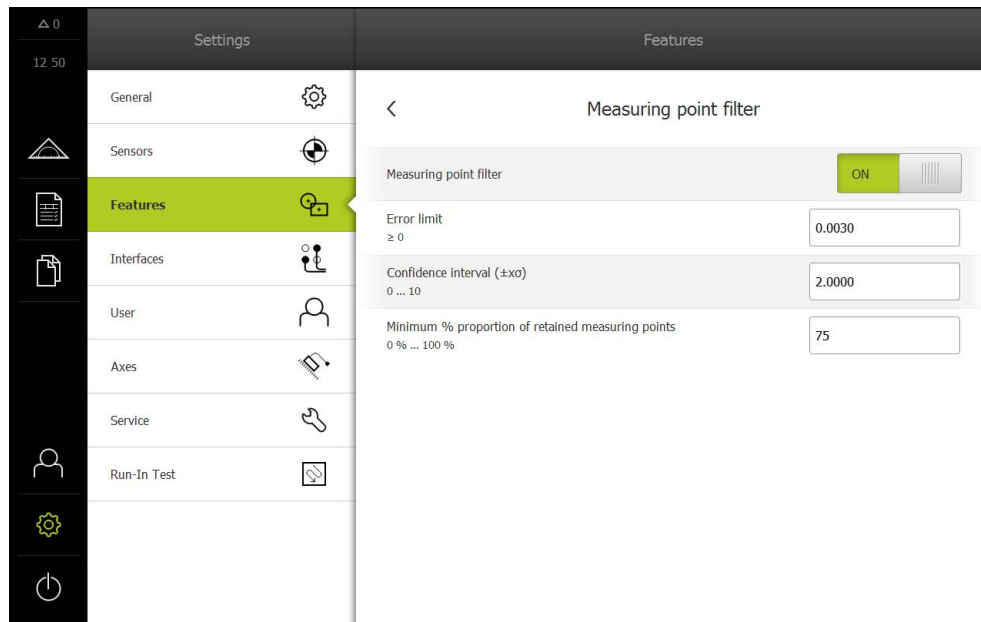 △ 0
12 50
Settings
Features
General
Sensors
Features
Interfaces
User
Axes
Service
Run-In Test
Measuring point filter
Measuring point filter
ON
Error limit
≥ 0
0.0030
Confidence interval (±xσ)
0 ... 10
2.0000
Minimum % proportion of retained measuring points
0 % ... 100 %
75